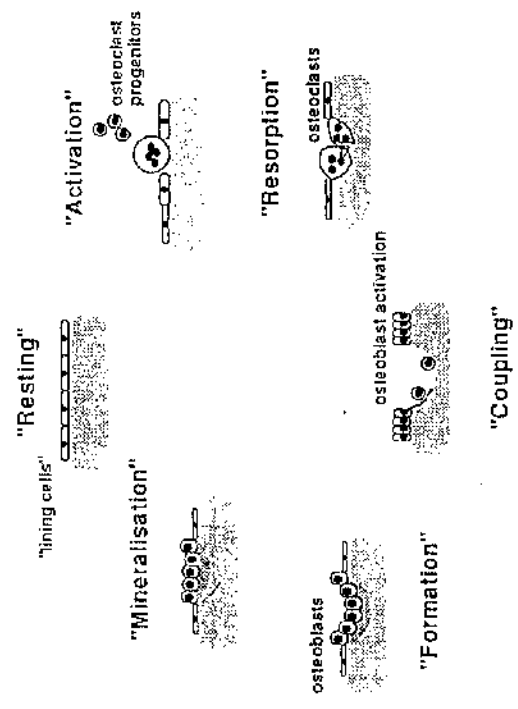 "Resting"
"lining cells"
"Activation"
osteoclast
progenitors
"Resorption"
osteoclasts
osteoblast activation
"Coupling"
osteoblasts
"Formation"
"Mineralisation"